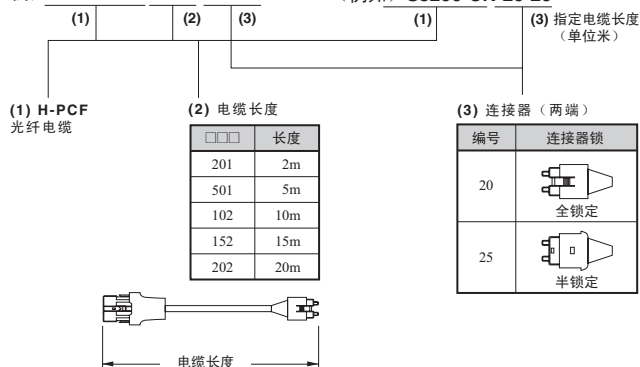 (1) (2) (3) (1) (3) 指定电缆长度
（单位米）
(1) H-PCF
光纤电缆
(2) 电缆长度
□□□ 长度
201 2m
501 5m
102 10m
152 15m
202 20m
电缆长度
(3) 连接器（两端）
编号 连接器锁
20 全锁定
25 半锁定